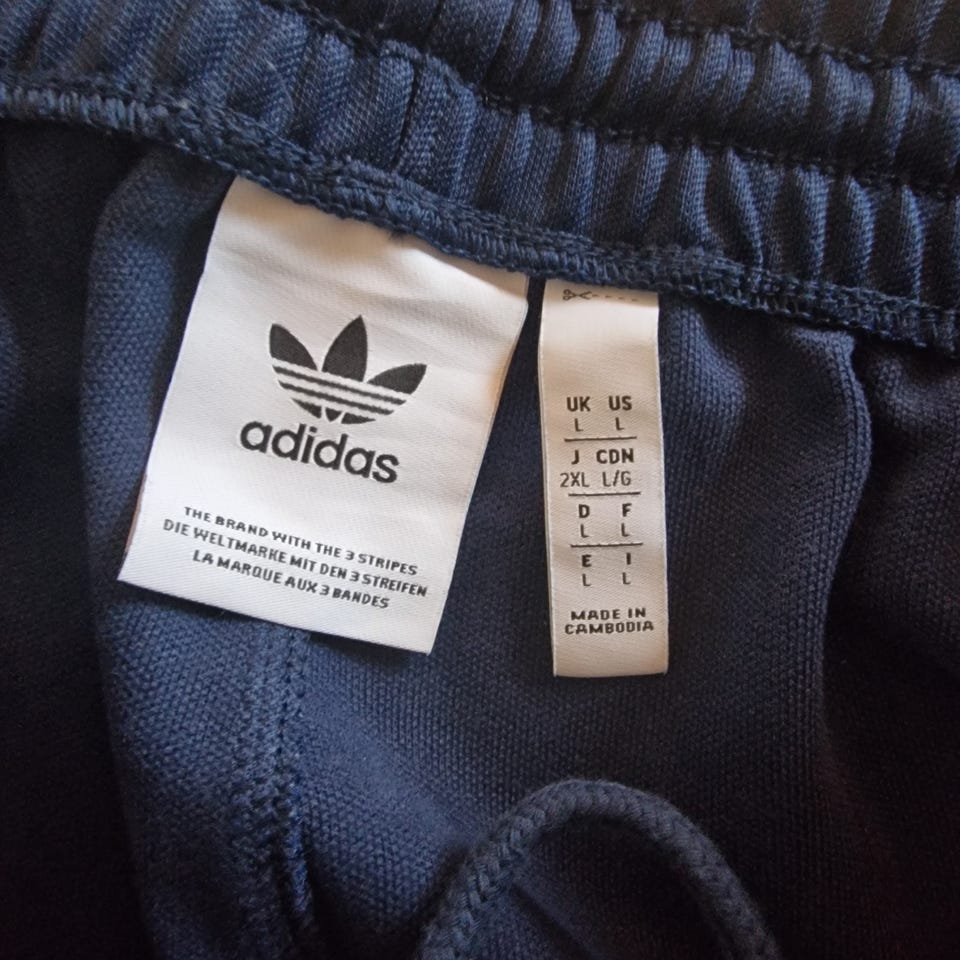 adidas
THE BRAND WITH THE 3 STRIPES
DIE WELTMARKE MIT DEN 3 STREIFEN
LA MARQUE AUX 3 BANDES
UK US
L L
J CDN
2XL L/G
D F
L L
E I
L L
MADE IN
CAMBODIA